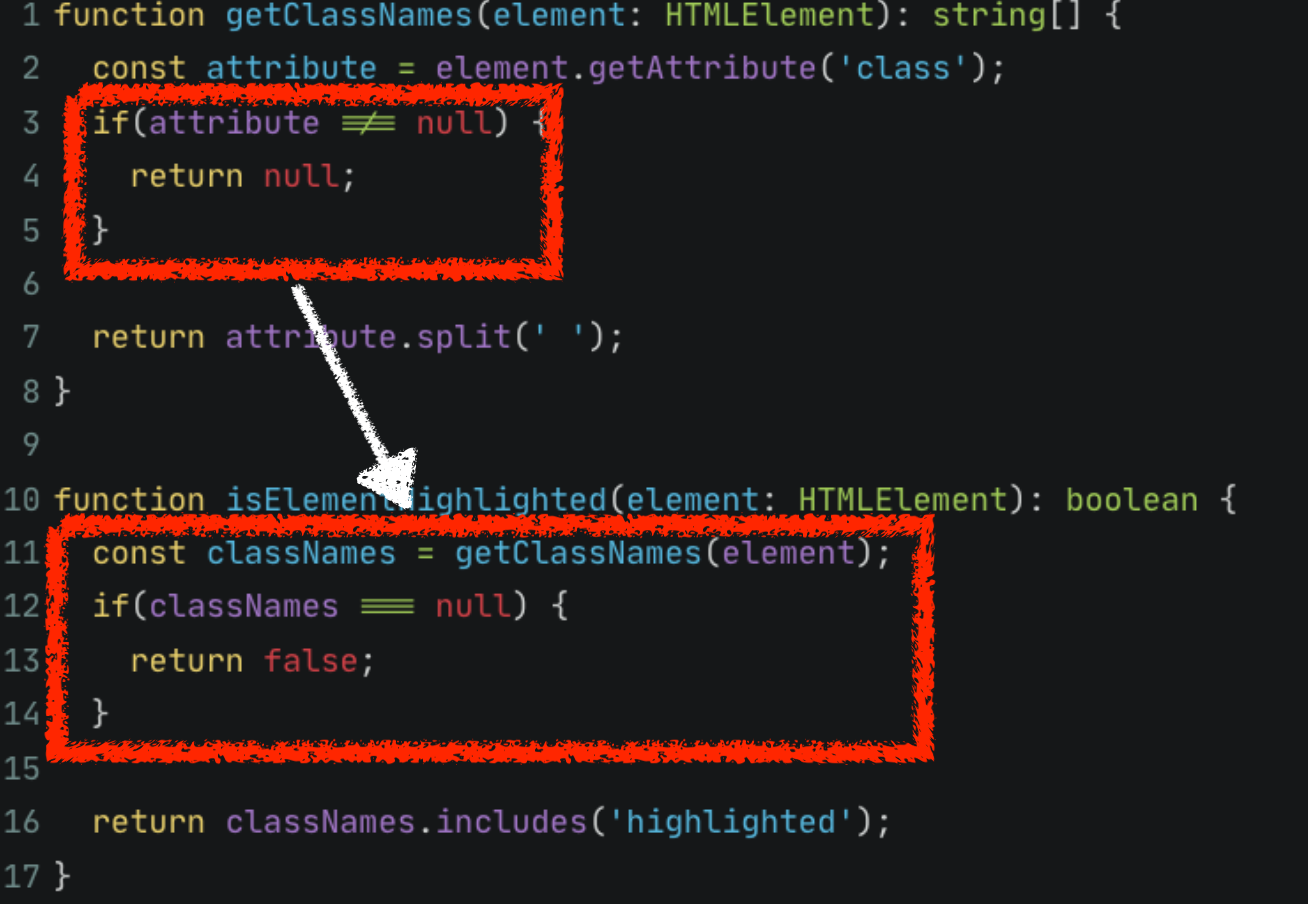 1 function getClassNames(element: HTMLElement): string[] {
2 const attribute = element.getAttribute('class');
3 if(attribute !== null) {
4 return null;
5 }
6
7 return attribute.split(' ');
8 }
9
10 function isElementHighlighted(element: HTMLElement): boolean {
11 const classNames = getClassNames(element);
12 if(classNames === null) {
13 return false;
14 }
15
16 return classNames.includes('highlighted');
17 }